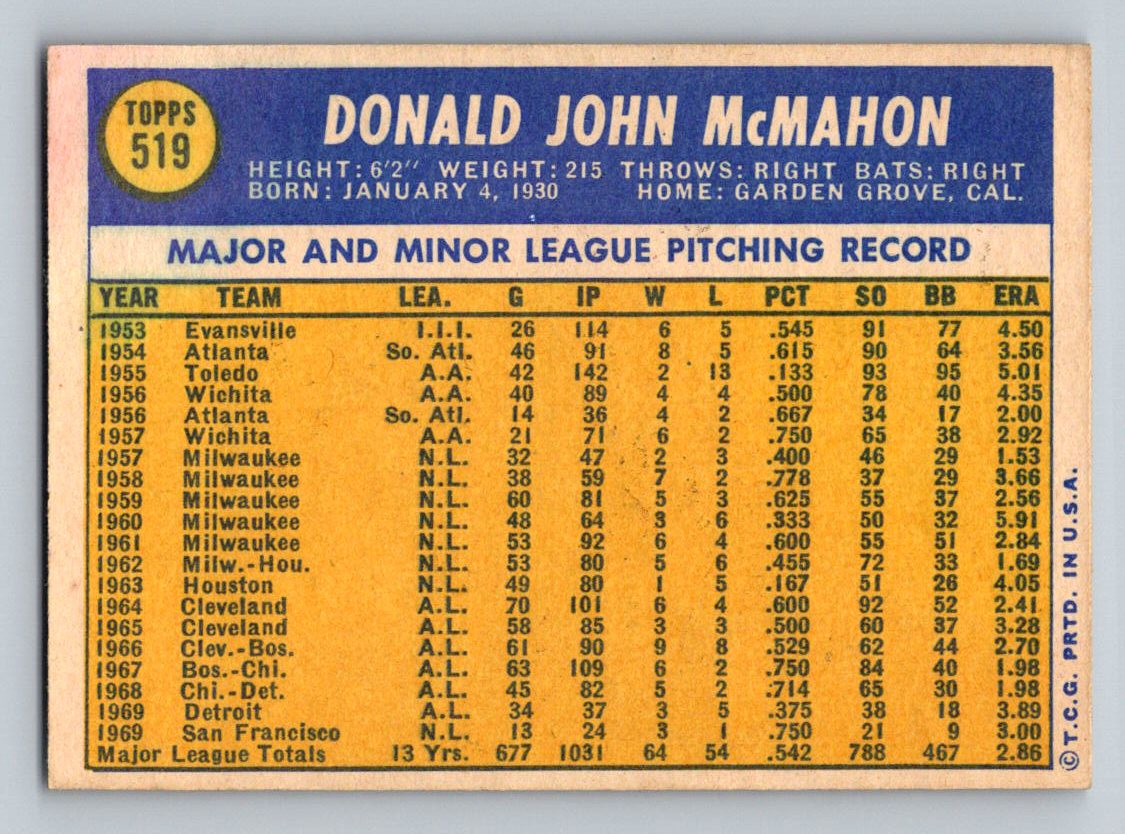 TOPPS
519
DONALD JOHN McMAHON
HEIGHT: 6'2" WEIGHT: 215 THROWS: RIGHT BATS: RIGHT
BORN: JANUARY 4, 1930 HOME: GARDEN GROVE, CAL.
MAJOR AND MINOR LEAGUE PITCHING RECORD
YEAR TEAM LEA. G IP W L PCT SO BB ERA
1953 Evansville I.I.I. 26 114 6 5 .545 91 77 4.50
1954 Atlanta So. Atl. 46 91 8 5 .615 90 64 3.56
1955 Toledo A.A. 42 142 2 13 .133 93 95 5.01
1956 Wichita A.A. 40 89 4 4 .500 78 40 4.35
1956 Atlanta So. Atl. 14 36 4 2 .667 34 17 2.00
1957 Wichita A.A. 21 71 6 2 .750 65 38 2.92
1957 Milwaukee N.L. 32 47 2 3 .400 46 29 1.53
1958 Milwaukee N.L. 38 59 7 2 .778 37 29 3.66
1959 Milwaukee N.L. 60 81 5 3 .625 55 37 2.56
1960 Milwaukee N.L. 48 64 3 6 .333 50 32 5.91
1961 Milwaukee N.L. 53 92 6 4 .600 55 51 2.84
1962 Milw.-Hou. N.L. 53 80 5 6 .455 72 33 1.69
1963 Houston N.L. 49 80 1 5 .167 51 26 4.05
1964 Cleveland A.L. 70 101 6 4 .600 92 52 2.41
1965 Cleveland A.L. 58 85 3 3 .500 60 37 3.28
1966 Clev.-Bos. A.L. 61 90 9 8 .529 62 44 2.70
1967 Bos.-Chi. A.L. 63 109 6 2 .750 84 40 1.98
1968 Chi.-Det. A.L. 45 82 5 2 .714 65 30 1.98
1969 Detroit A.L. 34 37 3 5 .375 38 18 3.89
1969 San Francisco N.L. 13 24 3 1 .750 21 9 3.00
Major League Totals 13 Yrs. 677 1031 64 54 .542 788 467 2.86
© T.C.G. PRTD. IN U.S.A.